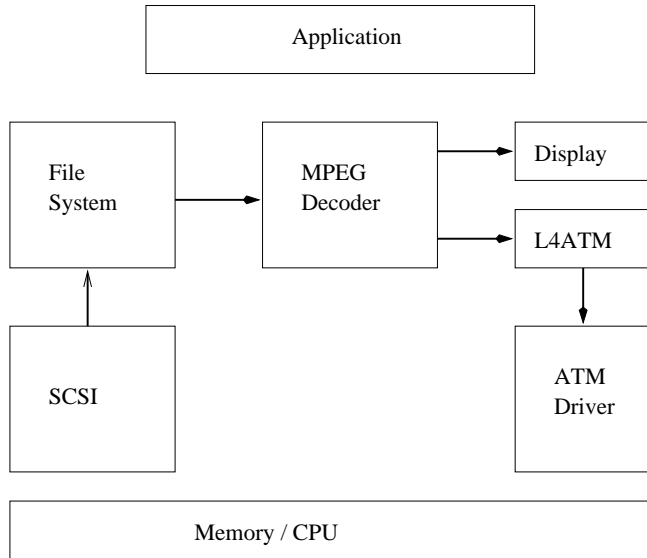 Application
File
System
MPEG
Decoder
Display
L4ATM
SCSI
ATM
Driver
Memory / CPU